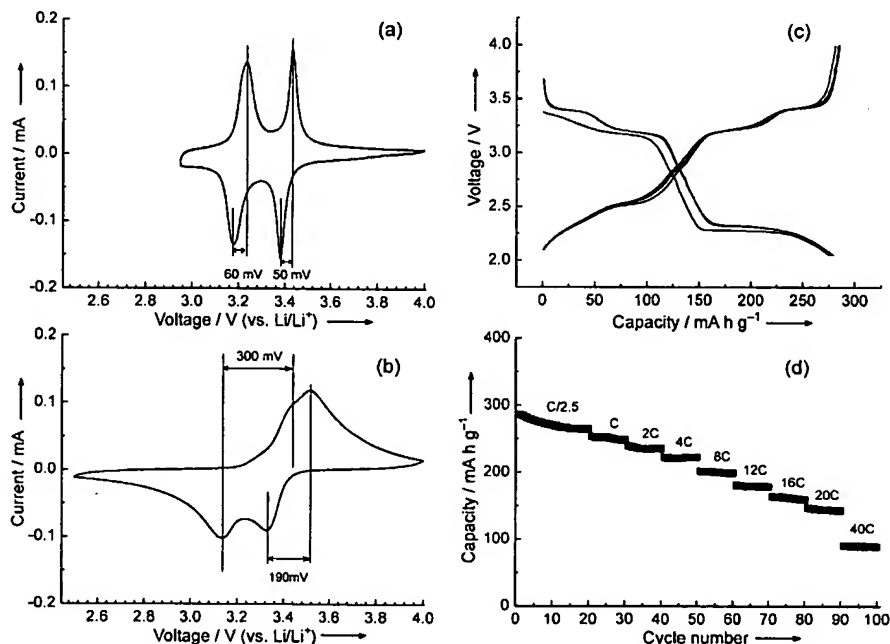 (a)
Current / mA
0.2
0.1
0.0
-0.1
-0.2
60 mV
50 mV
2.6 2.8 3.0 3.2 3.4 3.6 3.8 4.0
Voltage / V (vs. Li/Li⁺)
(b)
Current / mA
0.2
0.1
0.0
-0.1
-0.2
300 mV
190mV
2.6 2.8 3.0 3.2 3.4 3.6 3.8 4.0
Voltage / V (vs. Li/Li⁺)
(c)
Voltage / V
4.0
3.5
3.0
2.5
2.0
0 50 100 150 200 250 300
Capacity / mA h g⁻¹
(d)
Capacity / mA h g⁻¹
400
300
200
100
0
C/2.5
C
2C
4C
8C
12C
16C
20C
40C
0 10 20 30 40 50 60 70 80 90 100
Cycle number